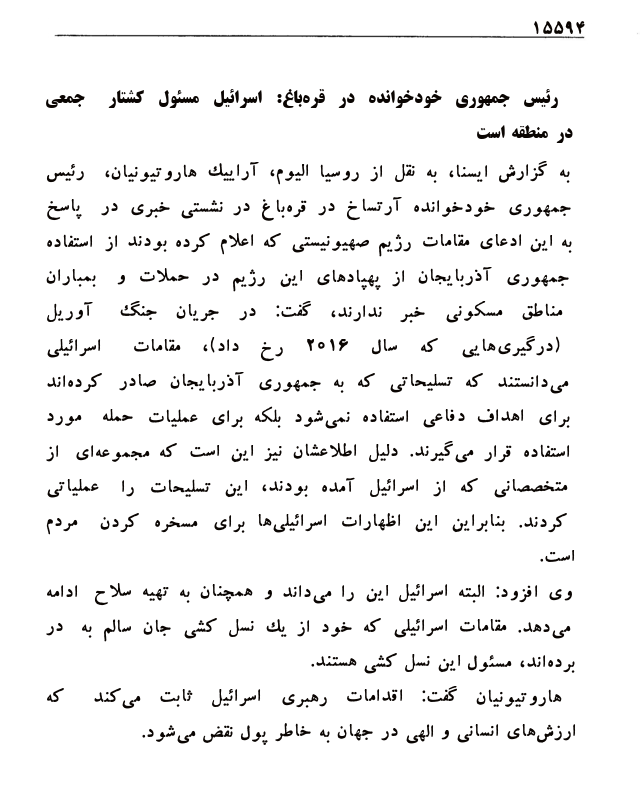 ۱۵۵۹۴
رئیس جمهوری خودخوانده در قره‌باغ: اسرائیل مسئول کشتار جمعی
در منطقه است
به گزارش ایسنا، به نقل از روسیا الیوم، آراییك هاروتیونیان، رئیس
جمهوری خودخوانده آرتساخ در قره‌باغ در نشستی خبری در پاسخ
به این ادعای مقامات رژیم صهیونیستی که اعلام کرده بودند از استفاده
جمهوری آذربایجان از پهپادهای این رژیم در حملات و بمباران
مناطق مسکونی خبر ندارند، گفت: در جریان جنگ آوریل
(درگیری‌هایی که سال ۲۰۱۶ رخ داد)، مقامات اسرائیلی
می‌دانستند که تسلیحاتی که به جمهوری آذربایجان صادر کرده‌اند
برای اهداف دفاعی استفاده نمی‌شود بلکه برای عملیات حمله مورد
استفاده قرار می‌گیرند. دلیل اطلاعشان نیز این است که مجموعه‌ای از
متخصصانی که از اسرائیل آمده بودند، این تسلیحات را عملیاتی
کردند. بنابراین این اظهارات اسرائیلی‌ها برای مسخره کردن مردم
است.
وی افزود: البته اسرائیل این را می‌داند و همچنان به تهیه سلاح ادامه
می‌دهد. مقامات اسرائیلی که خود از یك نسل کشی جان سالم به در
برده‌اند، مسئول این نسل کشی هستند.
هاروتیونیان گفت: اقدامات رهبری اسرائیل ثابت می‌کند که
ارزش‌های انسانی و الهی در جهان به خاطر پول نقض می‌شود.